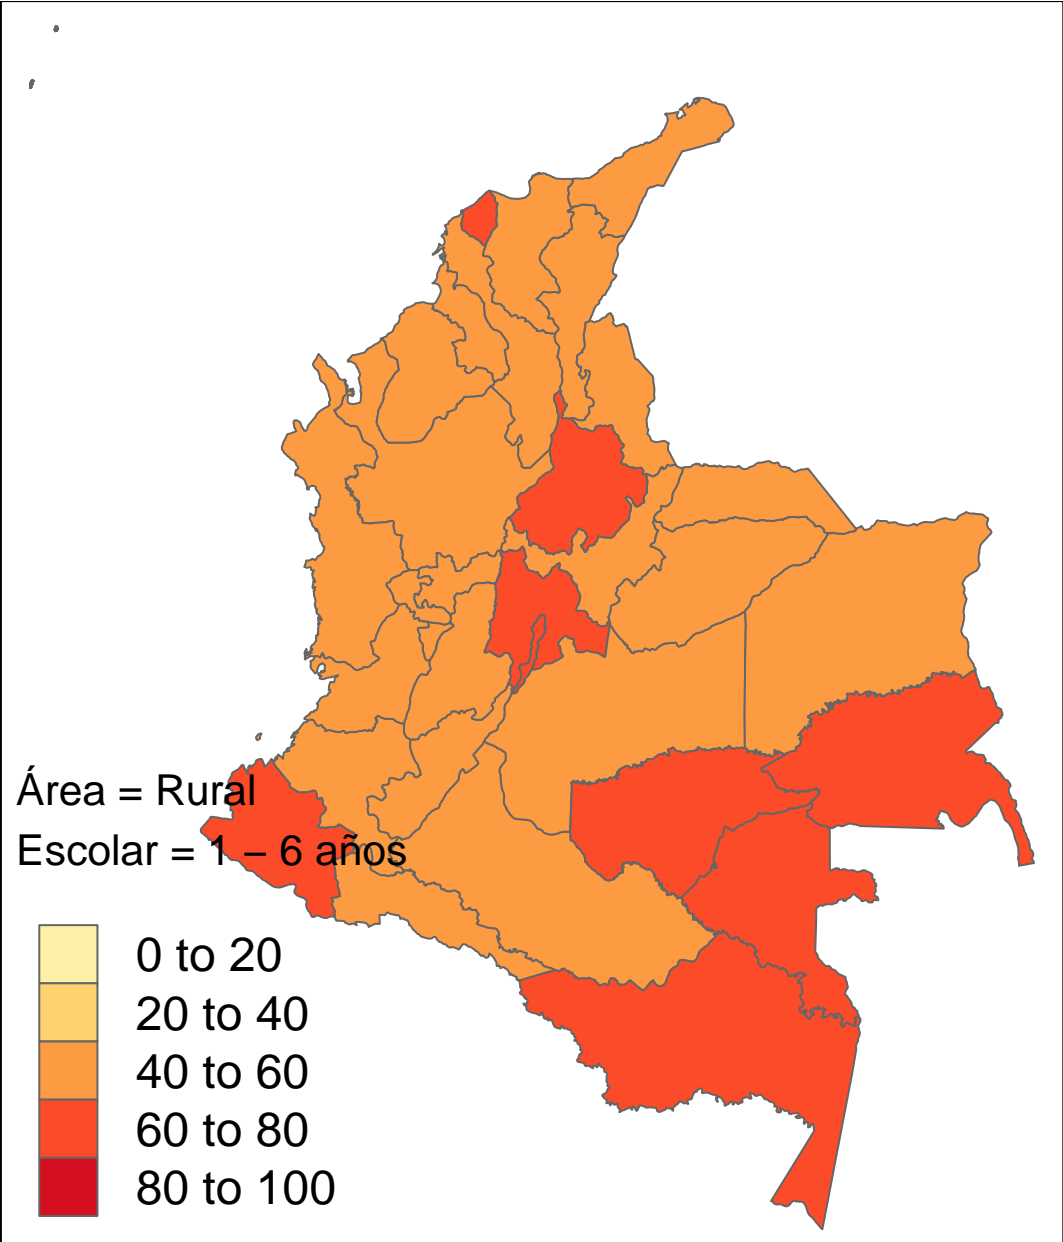 Área = Rural
Escolar = 1 – 6 años
0 to 20
20 to 40
40 to 60
60 to 80
80 to 100